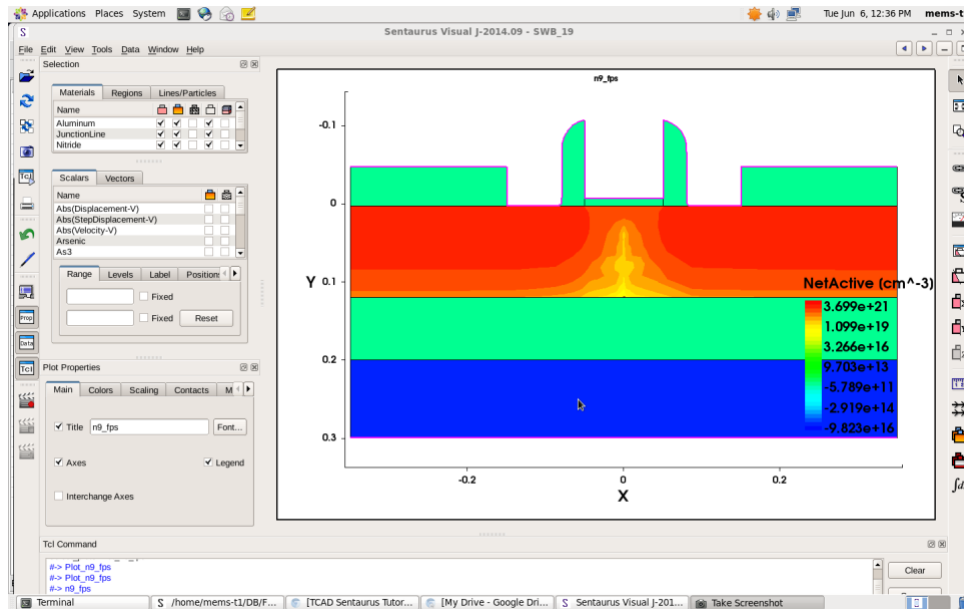 Applications Places System Tue Jun 6, 12:36 PM mems-t
Sentaurus Visual J-2014.09 - SWB_19
File Edit View Tools Data Window Help
Selection
Materials Regions Lines/Particles
Name
Aluminum
JunctionLine
Nitride
Scalars Vectors
Name
Abs(Displacement-V)
Abs(StepDisplacement-V)
Abs(Velocity-V)
Arsenic
As3
Range Levels Label Positions
Fixed
Fixed Reset
Plot Properties
Main Colors Scaling Contacts M
Title n9_fps Font...
Axes Legend
Interchange Axes
Prop
Data
Tcl
n9_fps
-0.1
0
0.1
0.2
0.3
Y
-0.2 0 0.2
X
NetActive (cm^-3)
3.699e+21
1.099e+19
3.266e+16
9.703e+13
-5.789e+11
-2.919e+14
-9.823e+16
Tcl Command
#-> Plot_n9_fps
#-> Plot_n9_fps
#-> n9_fps
Clear
Terminal /home/mems-t1/DB/F... [TCAD Sentaurus Tutor... [My Drive - Google Dri... Sentaurus Visual J-201... Take Screenshot